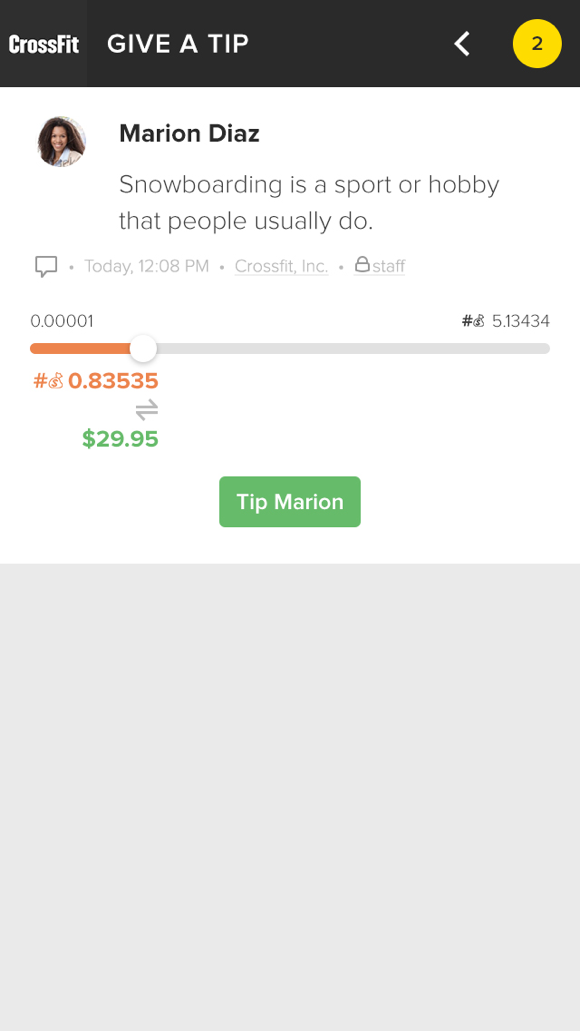 CrossFit GIVE A TIP 2
Marion Diaz
Snowboarding is a sport or hobby
that people usually do.
• Today, 12:08 PM • Crossfit, Inc. • staff
0.00001 #💰 5.13434
#💰 0.83535
⇌
$29.95
Tip Marion